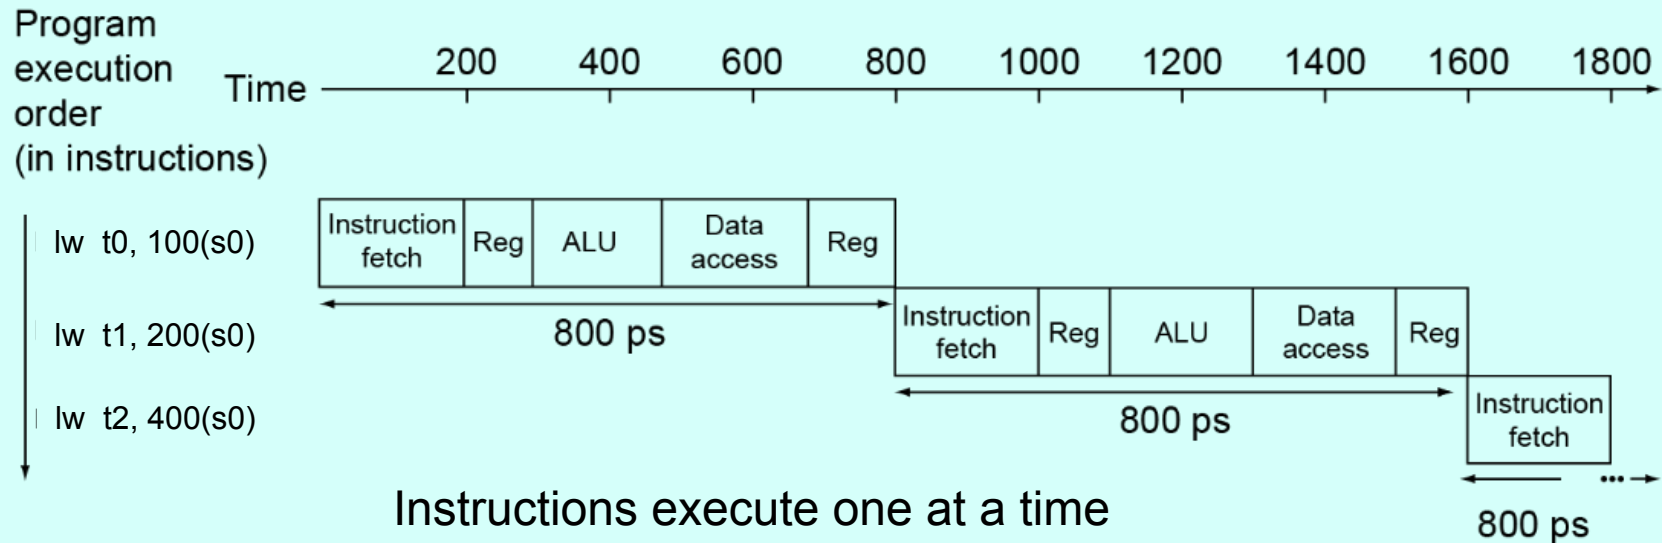 Program
execution
order
(in instructions)
Time
200 400 600 800 1000 1200 1400 1600 1800
lw t0, 100(s0)
Instruction
fetch
Reg
ALU
Data
access
Reg
800 ps
lw t1, 200(s0)
Instruction
fetch
Reg
ALU
Data
access
Reg
800 ps
lw t2, 400(s0)
Instruction
fetch
...
800 ps
Instructions execute one at a time